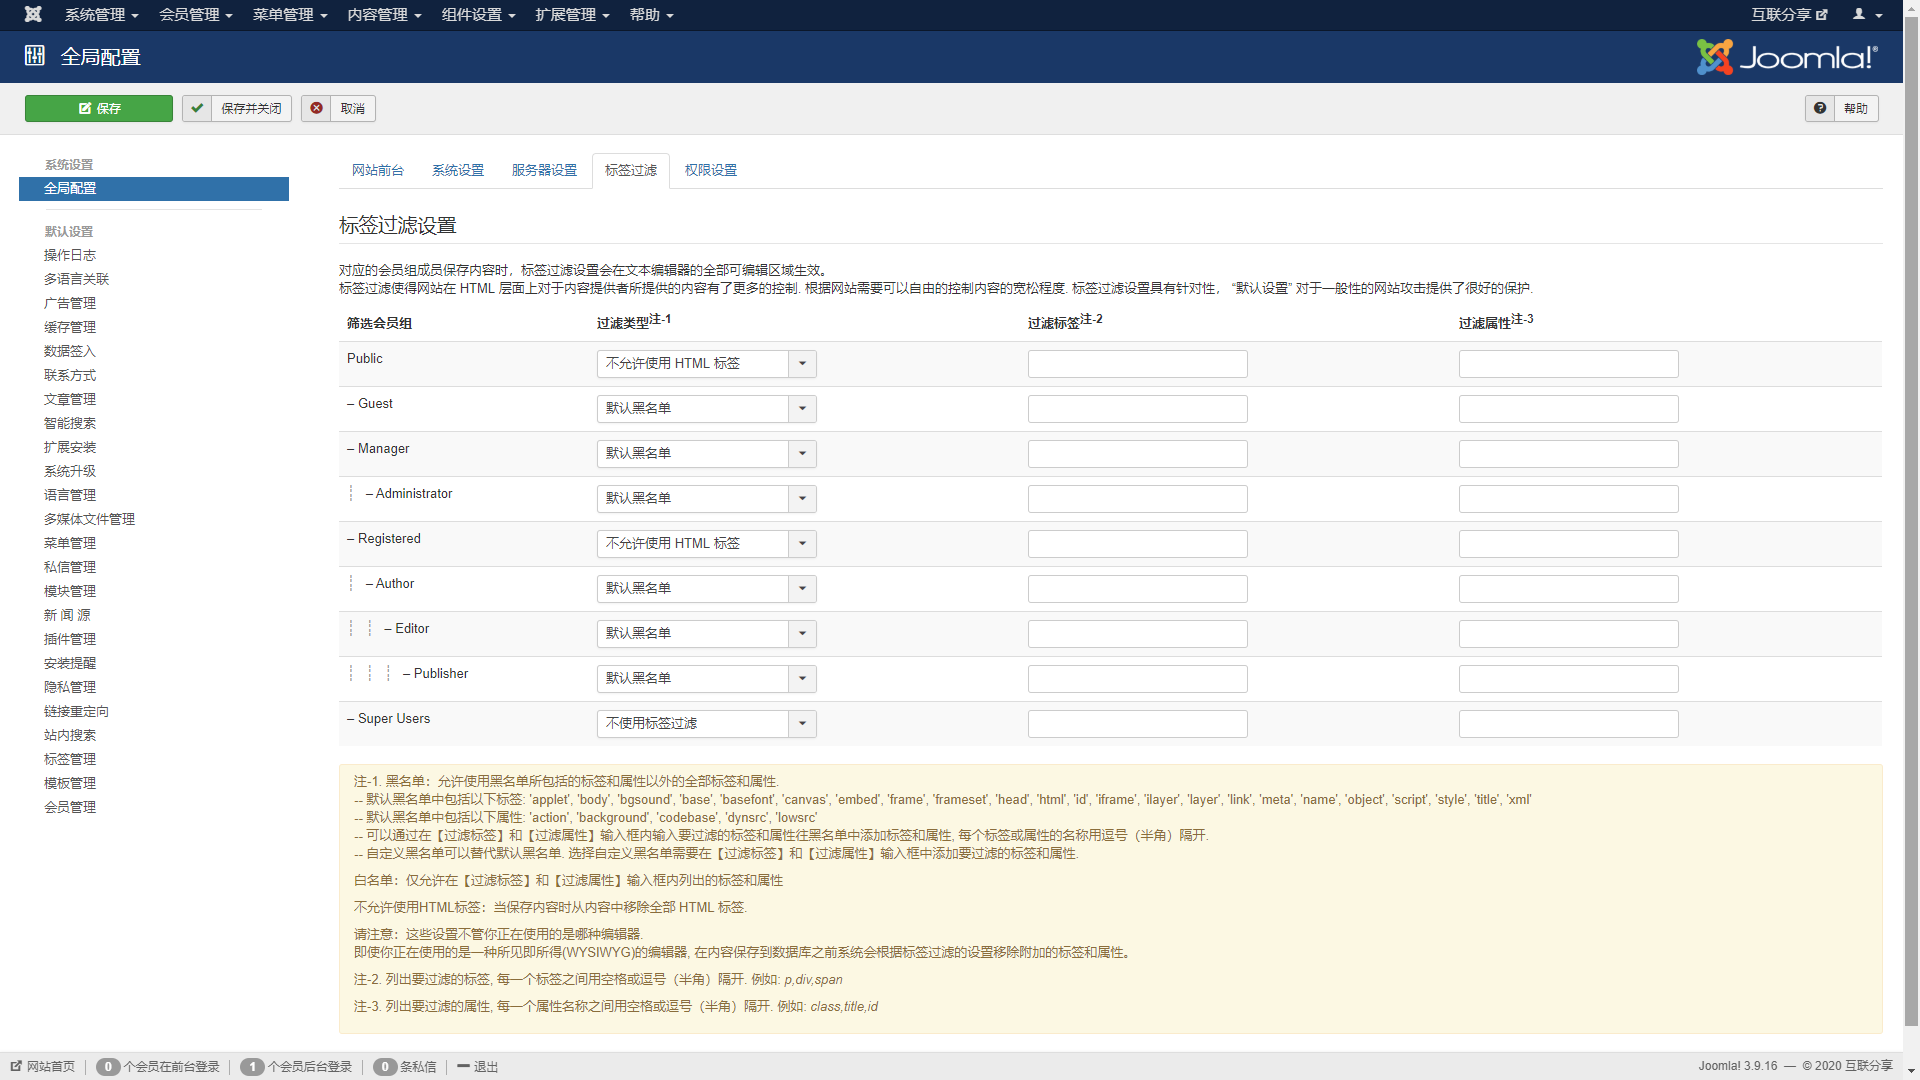 系统管理 会员管理 菜单管理 内容管理 组件设置 扩展管理 帮助 互联分享
全局配置 Joomla!®
保存 保存并关闭 取消 帮助
系统设置
全局配置
默认设置
操作日志
多语言关联
广告管理
缓存管理
数据签入
联系方式
文章管理
智能搜索
扩展安装
系统升级
语言管理
多媒体文件管理
菜单管理
私信管理
模块管理
新 闻 源
插件管理
安装提醒
隐私管理
链接重定向
站内搜索
标签管理
模板管理
会员管理
网站前台 系统设置 服务器设置 标签过滤 权限设置
标签过滤设置
对应的会员组成员保存内容时，标签过滤设置会在文本编辑器的全部可编辑区域生效。
标签过滤使得网站在 HTML 层面上对于内容提供者所提供的内容有了更多的控制. 根据网站需要可以自由的控制内容的宽松程度. 标签过滤设置具有针对性， “默认设置” 对于一般性的网站攻击提供了很好的保护.
筛选会员组 过滤类型注-1 过滤标签注-2 过滤属性注-3
Public 不允许使用 HTML 标签
– Guest 默认黑名单
– Manager 默认黑名单
┊ – Administrator 默认黑名单
– Registered 不允许使用 HTML 标签
┊ – Author 默认黑名单
┊ ┊ – Editor 默认黑名单
┊ ┊ ┊ – Publisher 默认黑名单
– Super Users 不使用标签过滤
注-1. 黑名单：允许使用黑名单所包括的标签和属性以外的全部标签和属性.
-- 默认黑名单中包括以下标签: 'applet', 'body', 'bgsound', 'base', 'basefont', 'canvas', 'embed', 'frame', 'frameset', 'head', 'html', 'id', 'iframe', 'ilayer', 'layer', 'link', 'meta', 'name', 'object', 'script', 'style', 'title', 'xml'
-- 默认黑名单中包括以下属性: 'action', 'background', 'codebase', 'dynsrc', 'lowsrc'
-- 可以通过在【过滤标签】和【过滤属性】输入框内输入要过滤的标签和属性往黑名单中添加标签和属性, 每个标签或属性的名称用逗号（半角）隔开.
-- 自定义黑名单可以替代默认黑名单. 选择自定义黑名单需要在【过滤标签】和【过滤属性】输入框中添加要过滤的标签和属性.
白名单：仅允许在【过滤标签】和【过滤属性】输入框内列出的标签和属性
不允许使用HTML标签：当保存内容时从内容中移除全部 HTML 标签.
请注意：这些设置不管你正在使用的是哪种编辑器.
即使你正在使用的是一种所见即所得(WYSIWYG)的编辑器, 在内容保存到数据库之前系统会根据标签过滤的设置移除附加的标签和属性。
注-2. 列出要过滤的标签, 每一个标签之间用空格或逗号（半角）隔开. 例如: p,div,span
注-3. 列出要过滤的属性, 每一个属性名称之间用空格或逗号（半角）隔开. 例如: class,title,id
网站首页 0 个会员在前台登录 1 个会员后台登录 0 条私信 退出 Joomla! 3.9.16 — © 2020 互联分享